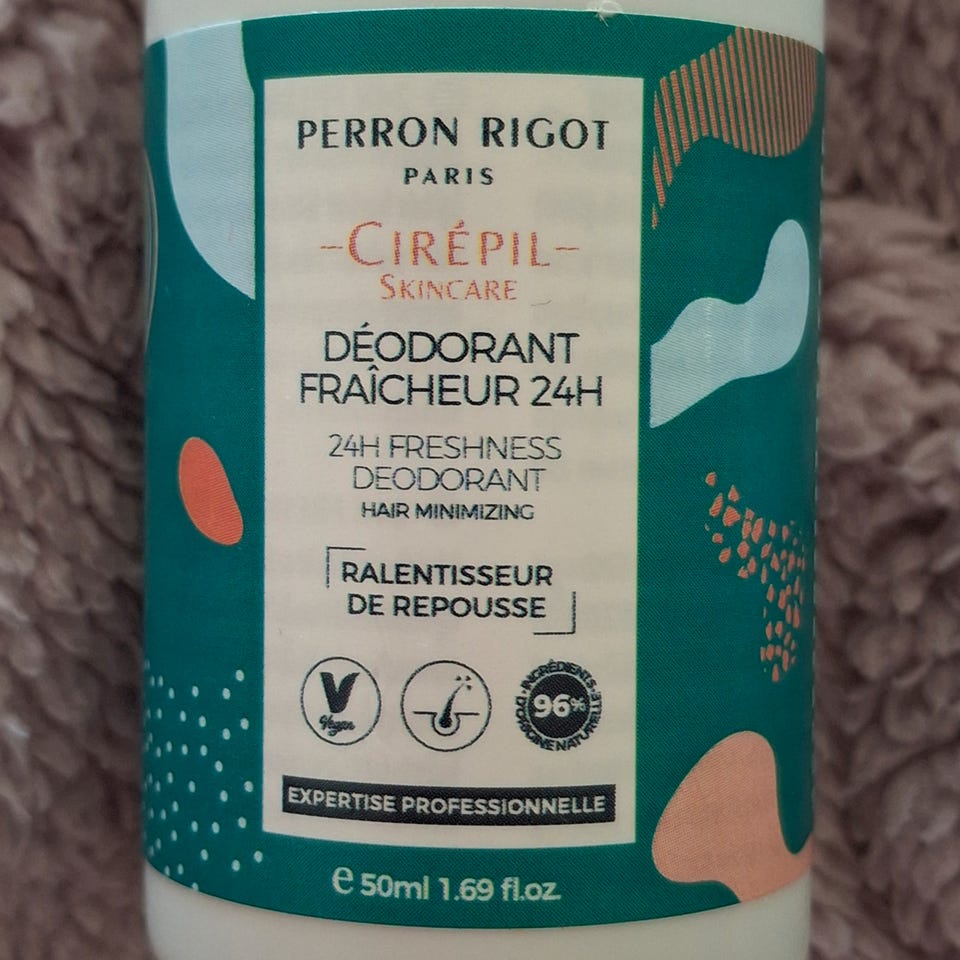 PERRON RIGOT
PARIS
-CIRÉPIL-
SKINCARE
DÉODORANT
FRAÎCHEUR 24H
24H FRESHNESS
DEODORANT
HAIR MINIMIZING
RALENTISSEUR
DE REPOUSSE
V
Vegan
INGRÉDIENTS
96%
D'ORIGINE NATURELLE
EXPERTISE PROFESSIONNELLE
e 50ml 1.69 fl.oz.